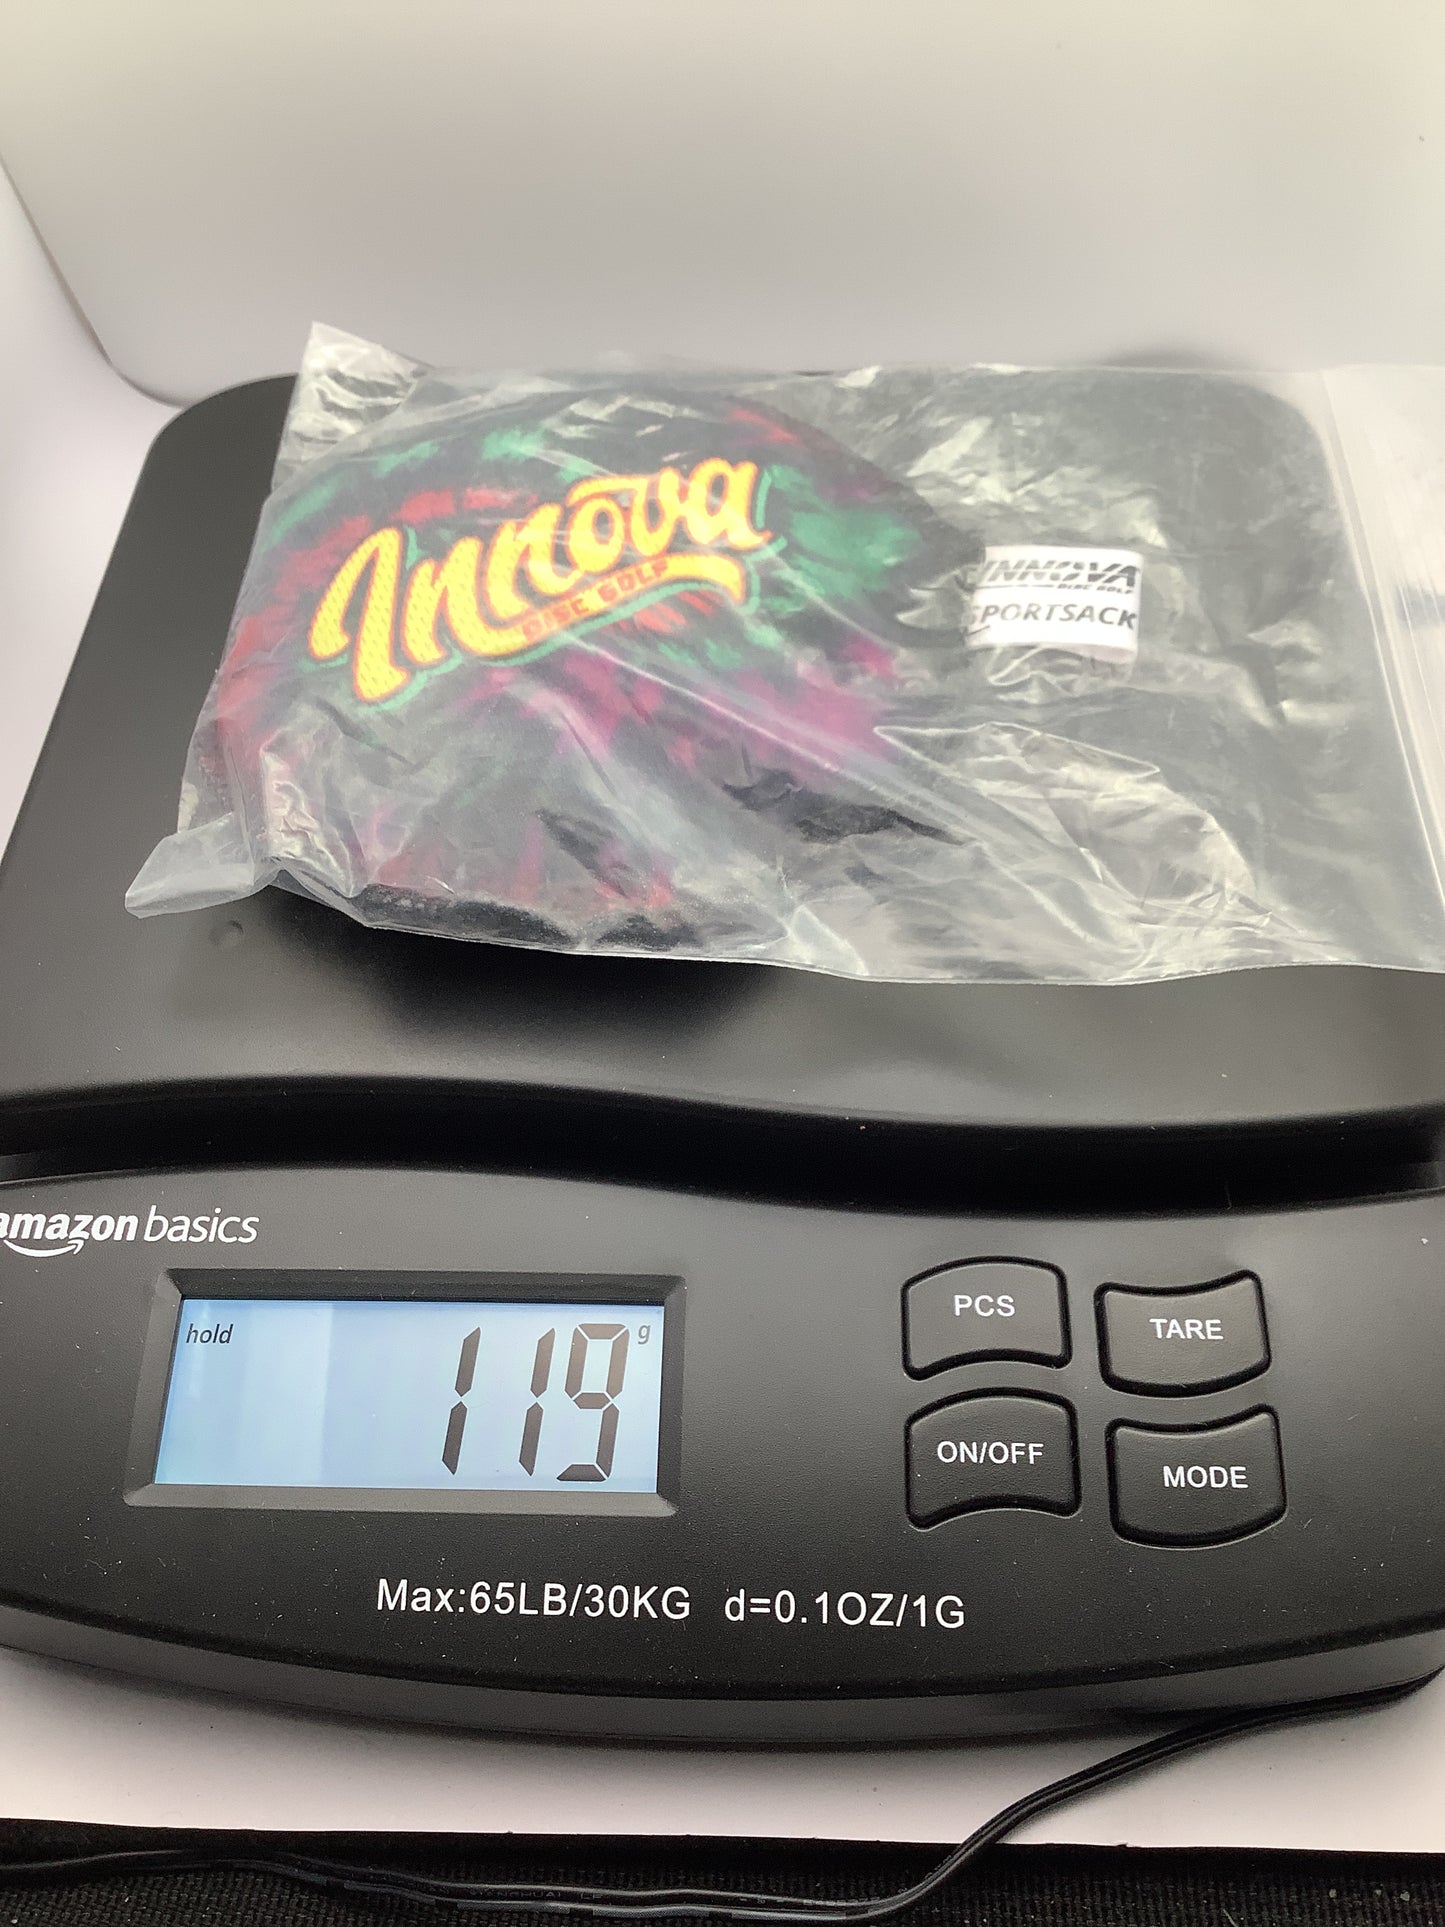 Innova
DISC GOLF
INNOVA
DISC GOLF
SPORTSACK
amazon basics
hold
119 g
PCS
TARE
ON/OFF
MODE
Max:65LB/30KG d=0.1OZ/1G